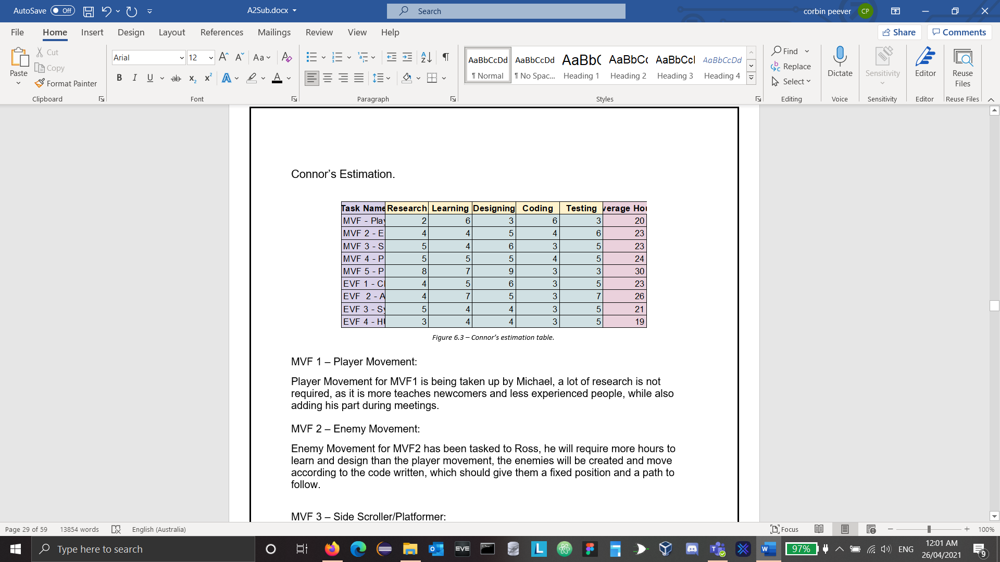 AutoSave Off A2Sub.docx Search corbin peever CP
File Home Insert Design Layout References Mailings Review View Help Share Comments
Paste Cut Copy Format Painter Clipboard
Arial 12 Aa Font
Paragraph
AaBbCcDd AaBbCcDd AaBbC AaBbCc AaBbCcI AaBbCcDd
¶ Normal ¶ No Spac... Heading 1 Heading 2 Heading 3 Heading 4
Styles
Find Replace Select Editing
Dictate Voice
Sensitivity Sensitivity
Editor Editor
Reuse Files Reuse Files
Connor’s Estimation.
Task Name Research Learning Designing Coding Testing verage Hou
MVF - Play 2 6 3 6 3 20
MVF 2 - E 4 4 5 4 6 23
MVF 3 - S 5 4 6 3 5 23
MVF 4 - P 5 5 5 4 5 24
MVF 5 - P 8 7 9 3 3 30
EVF 1 - Cl 4 5 6 3 5 23
EVF 2 - A 4 7 5 3 7 26
EVF 3 - Sy 5 4 4 3 5 21
EVF 4 - HU 3 4 4 3 5 19
Figure 6.3 – Connor’s estimation table.
MVF 1 – Player Movement:
Player Movement for MVF1 is being taken up by Michael, a lot of research is not
required, as it is more teaches newcomers and less experienced people, while also
adding his part during meetings.
MVF 2 – Enemy Movement:
Enemy Movement for MVF2 has been tasked to Ross, he will require more hours to
learn and design than the player movement, the enemies will be created and move
according to the code written, which should give them a fixed position and a path to
follow.
MVF 3 – Side Scroller/Platformer:
Page 29 of 59 13854 words English (Australia) Focus 100%
Type here to search EVE 97% ENG 12:01 AM
26/04/2021 9